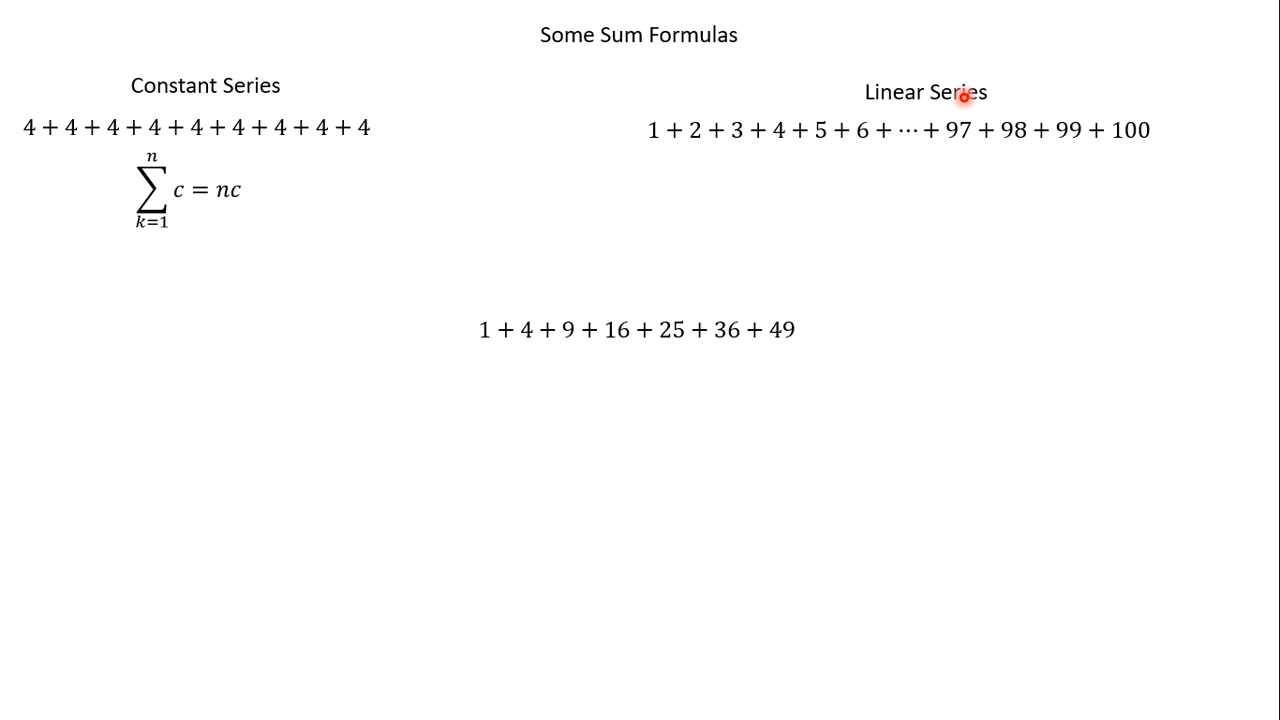 Some Sum Formulas
Constant Series
4 + 4 + 4 + 4 + 4 + 4 + 4 + 4 + 4
n
∑ c = nc
k=1
Linear Series
1 + 2 + 3 + 4 + 5 + 6 + ⋯ + 97 + 98 + 99 + 100
1 + 4 + 9 + 16 + 25 + 36 + 49